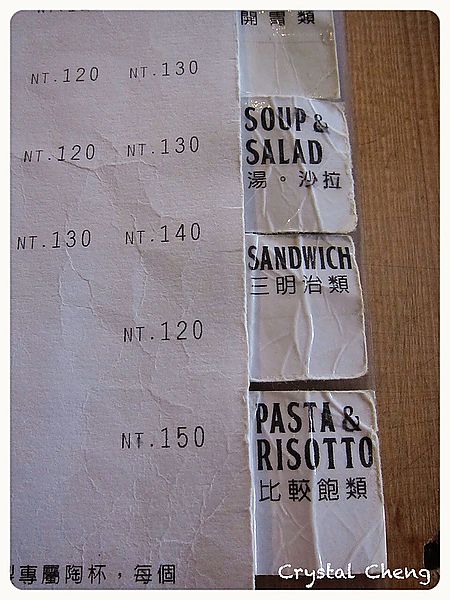 NT.120 NT.130
NT.120 NT.130
NT.130 NT.140
NT.120
NT.150
專屬陶杯，每個
開胃類
SOUP &
SALAD
湯。沙拉
SANDWICH
三明治類
PASTA &
RISOTTO
比較飽類
Crystal Cheng